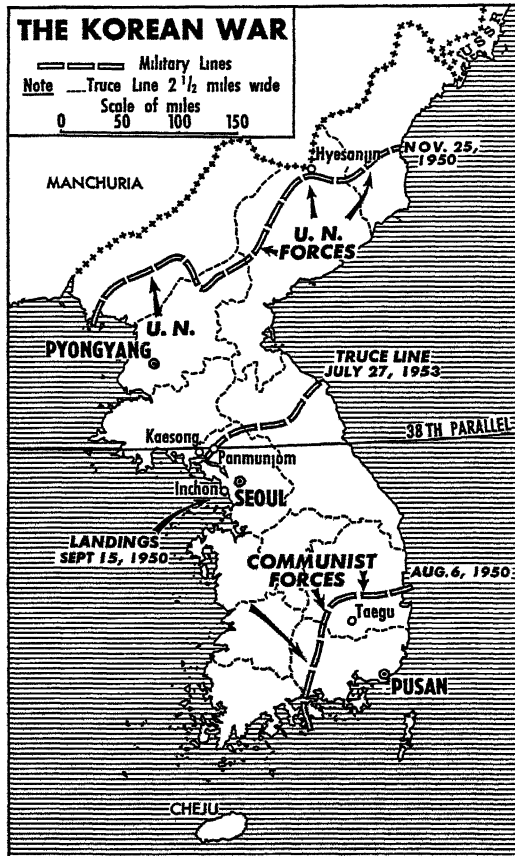 THE KOREAN WAR
Military Lines
Note Truce Line 2 1/2 miles wide
Scale of miles
0 50 100 150
USSR
NOV. 25,
1950
Hyesanjin
MANCHURIA
U. N.
FORCES
U. N.
PYONGYANG
TRUCE LINE
JULY 27, 1953
38TH PARALLEL
Kaesong
Panmunjom
Inchon
SEOUL
LANDINGS
SEPT 15, 1950
COMMUNIST
FORCES
AUG. 6, 1950
Taegu
PUSAN
CHEJU